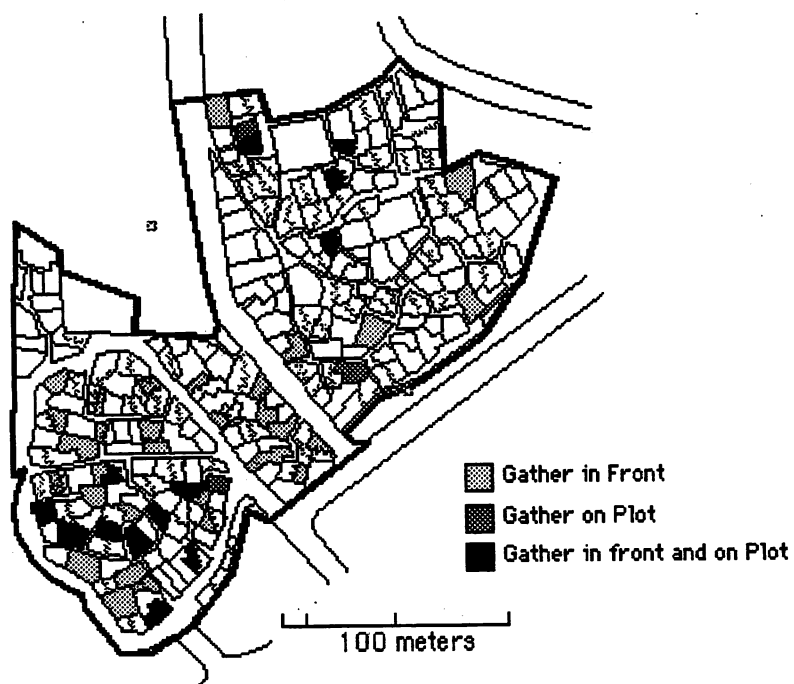 Gather in Front
Gather on Plot
Gather in front and on Plot
100 meters